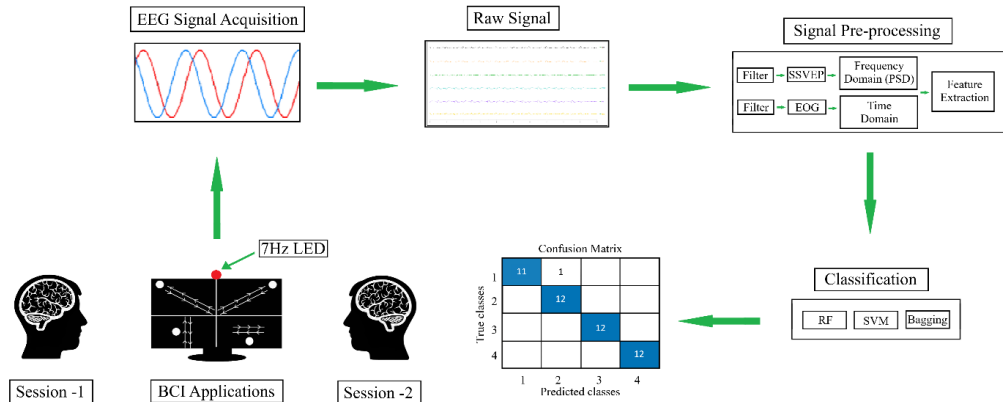 EEG Signal Acquisition
Raw Signal
Signal Pre-processing
Filter
SSVEP
Frequency
Domain (PSD)
Filter
EOG
Time
Domain
Feature
Extraction
7Hz LED
Session -1
BCI Applications
Session -2
Confusion Matrix
True classes
1
11
1
2
12
3
12
4
12
1
2
3
4
Predicted classes
Classification
RF
SVM
Bagging